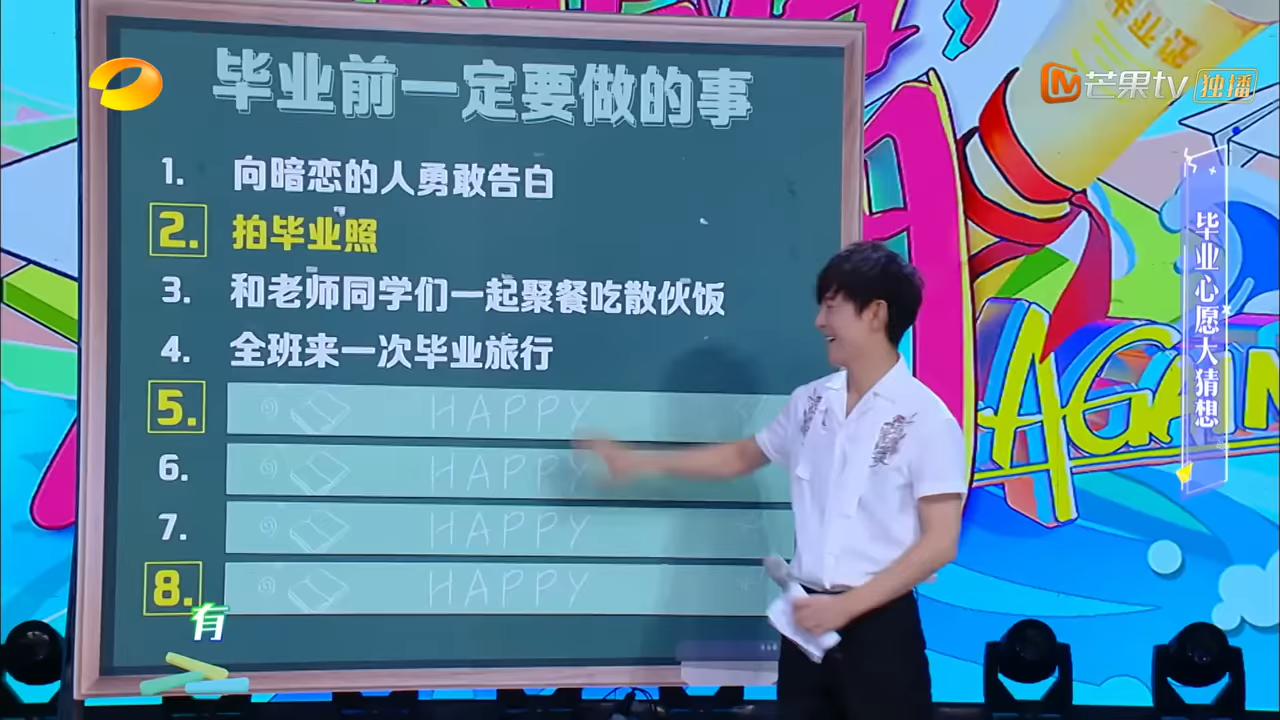 毕业前一定要做的事
1. 向暗恋的人勇敢告白
2. 拍毕业照
3. 和老师同学们一起聚餐吃散伙饭
4. 全班来一次毕业旅行
5. HAPPY
6. HAPPY
7. HAPPY
8. HAPPY
有
芒果tv 独播
毕业心愿大猜想
AGAIN